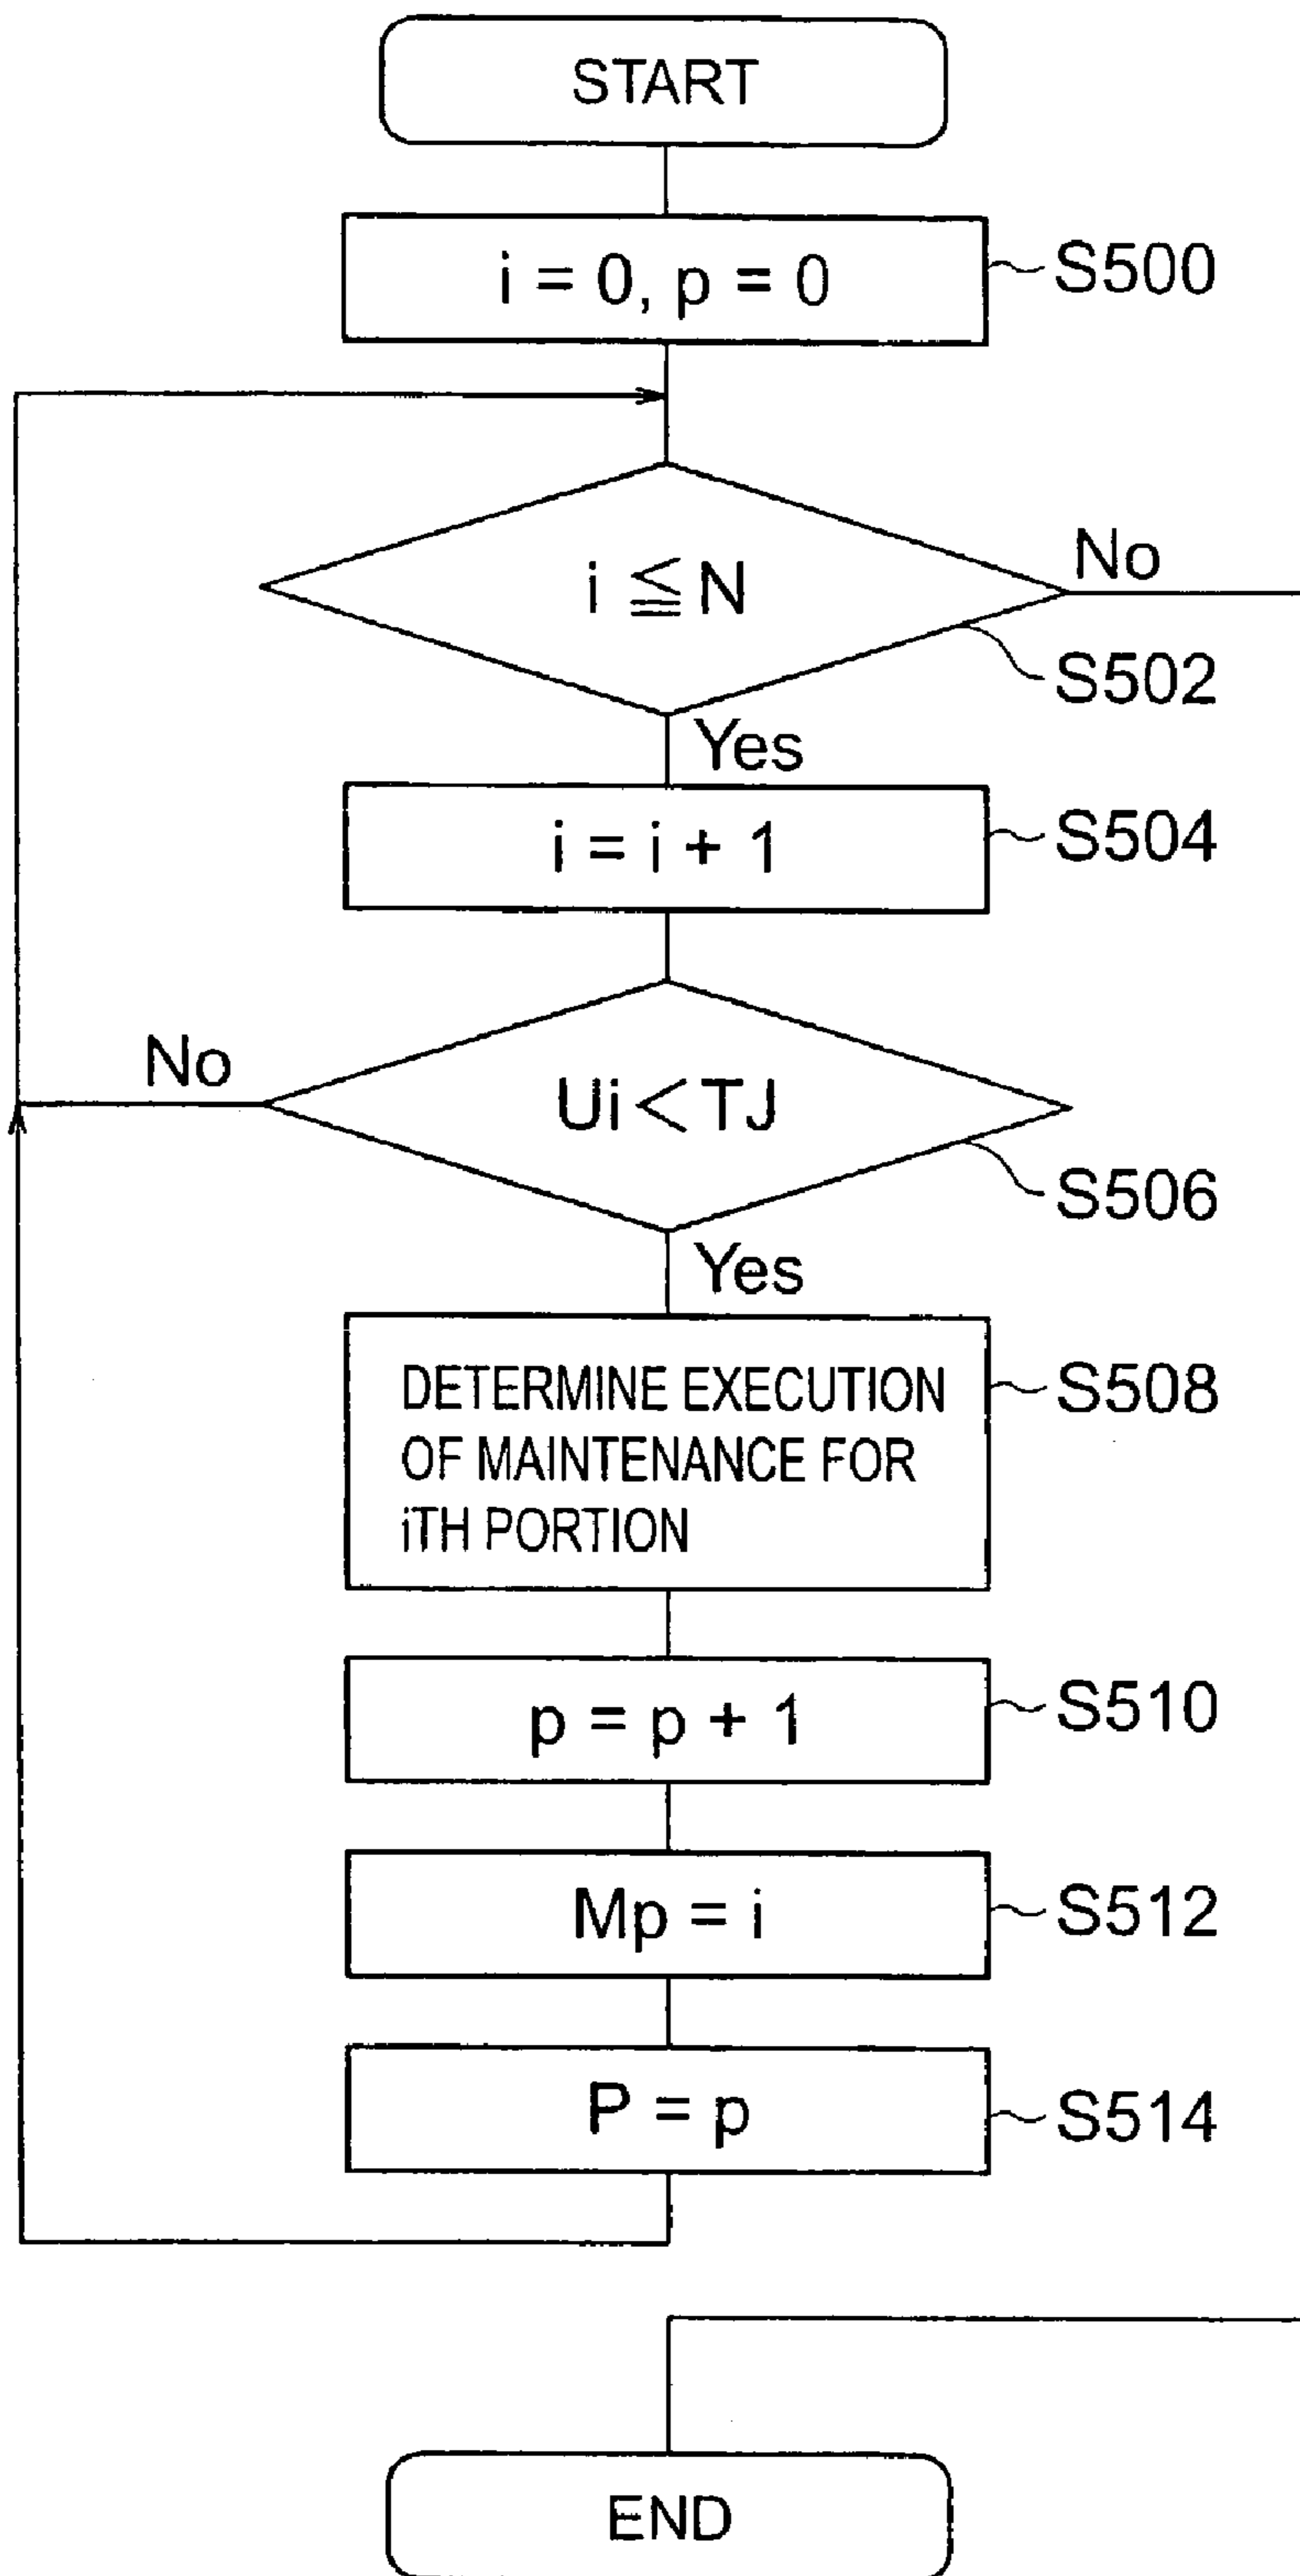 START
i = 0, p = 0
S500
i ≦ N
No
S502
Yes
i = i + 1
S504
No
Ui < TJ
S506
Yes
DETERMINE EXECUTION
OF MAINTENANCE FOR
iTH PORTION
S508
p = p + 1
S510
Mp = i
S512
P = p
S514
END